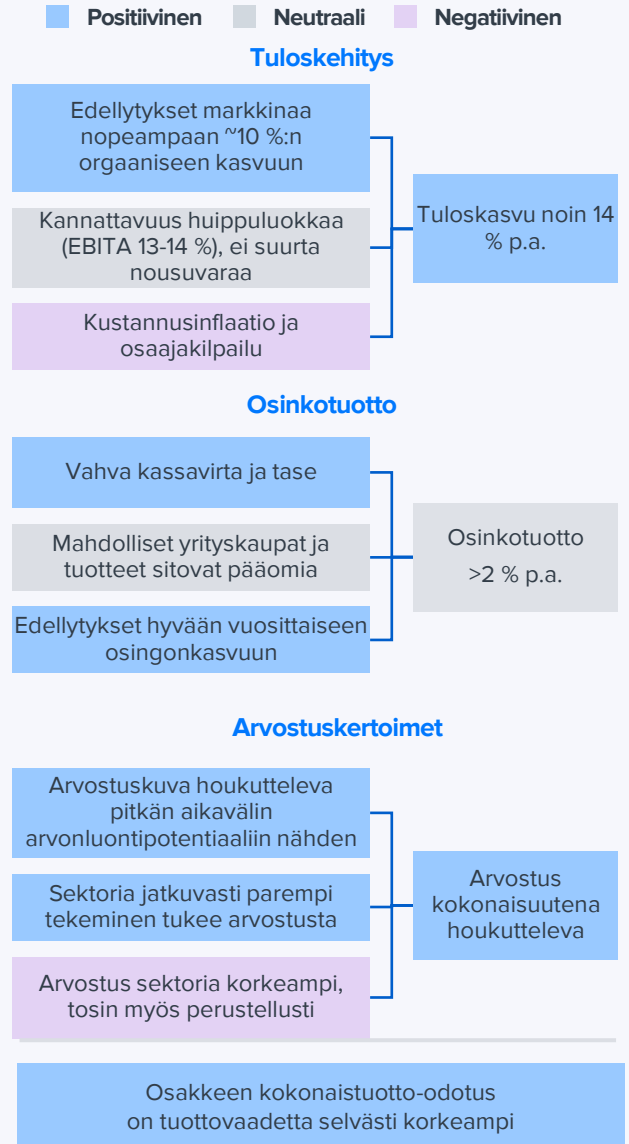 Positiivinen
Neutraali
Negatiivinen
Tuloskehitys
Edellytykset markkinaa
nopeampaan ~10 %:n
orgaaniseen kasvuun
Kannattavuus huippuluokkaa
(EBITA 13-14 %), ei suurta
nousuvaraa
Kustannusinflaatio ja
osaajakilpailu
Tuloskasvu noin 14
% p.a.
Osinkotuotto
Vahva kassavirta ja tase
Mahdolliset yrityskaupat ja
tuotteet sitovat pääomia
Edellytykset hyvään vuosittaiseen
osingonkasvuun
Osinkotuotto
>2 % p.a.
Arvostuskertoimet
Arvostuskuva houkutteleva
pitkän aikavälin
arvonluontipotentiaaliin nähden
Sektoria jatkuvasti parempi
tekeminen tukee arvostusta
Arvostus sektoria korkeampi,
tosin myös perustellusti
Arvostus
kokonaisuutena
houkutteleva
Osakkeen kokonaistuotto-odotus
on tuottovaadetta selvästi korkeampi